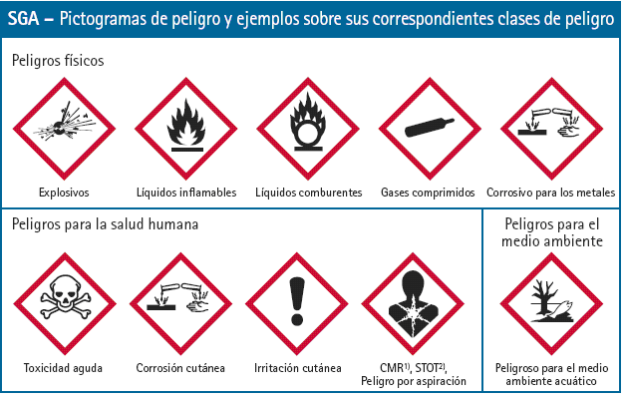 SGA – Pictogramas de peligro y ejemplos sobre sus correspondientes clases de peligro
Peligros físicos
Explosivos
Líquidos inflamables
Líquidos comburentes
Gases comprimidos
Corrosivo para los metales
Peligros para la salud humana
Toxicidad aguda
Corrosión cutánea
Irritación cutánea
CMR¹⁾, STOT²⁾,
Peligro por aspiración
Peligros para el
medio ambiente
Peligroso para el medio
ambiente acuático